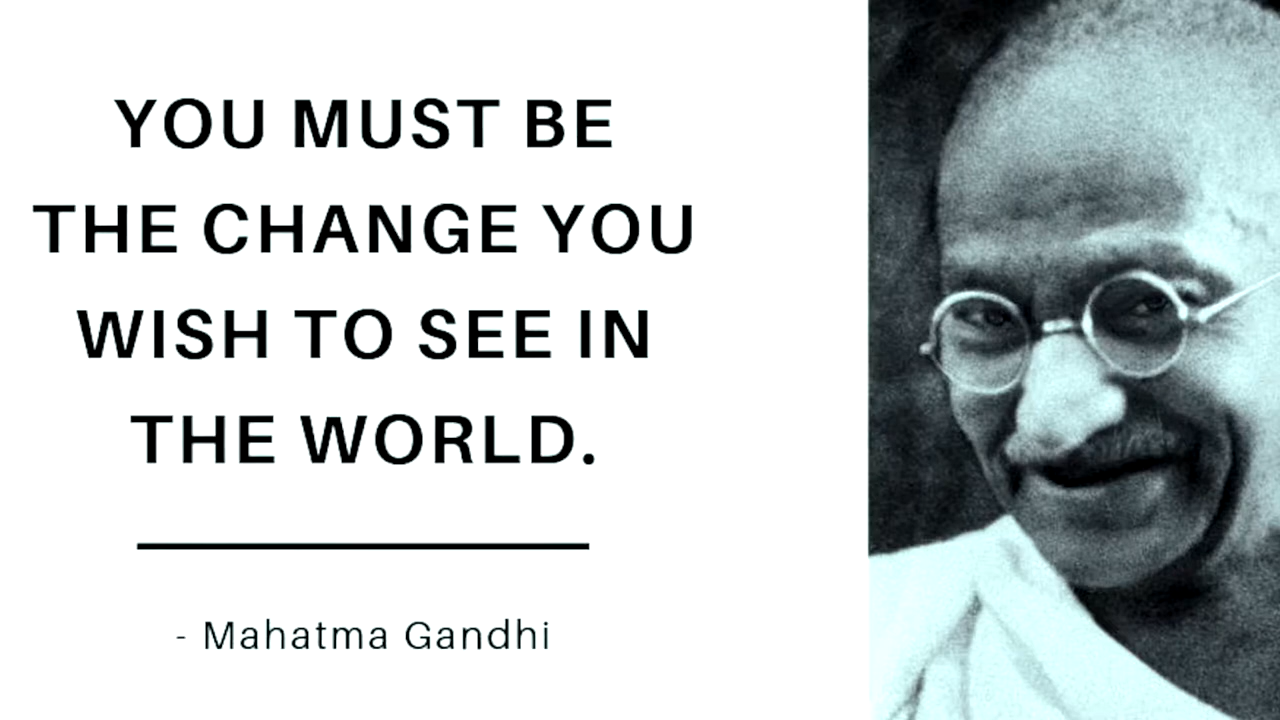 YOU MUST BE
THE CHANGE YOU
WISH TO SEE IN
THE WORLD.
- Mahatma Gandhi